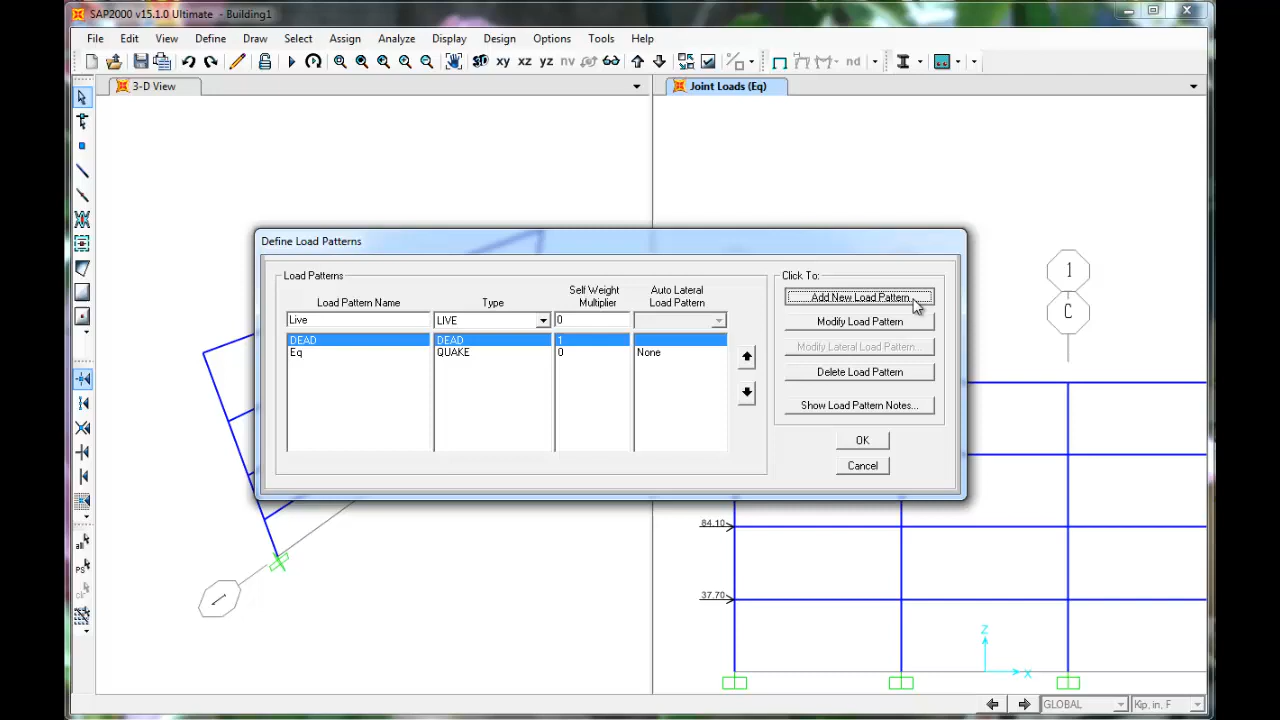 SAP2000 v15.1.0 Ultimate - Building1
File Edit View Define Draw Select Assign Analyze Display Design Options Tools Help
3-D xy xz yz nv nd
3-D View
Joint Loads (Eq)
Define Load Patterns
Load Patterns
Click To:
Load Pattern Name Type Self Weight Multiplier Auto Lateral Load Pattern
Live LIVE 0
DEAD DEAD 1
Eq QUAKE 0 None
Add New Load Pattern
Modify Load Pattern
Modify Lateral Load Pattern...
Delete Load Pattern
Show Load Pattern Notes...
OK
Cancel
1
C
84.10
37.70
Z
X
all
PS
clr
GLOBAL
Kip, in, F